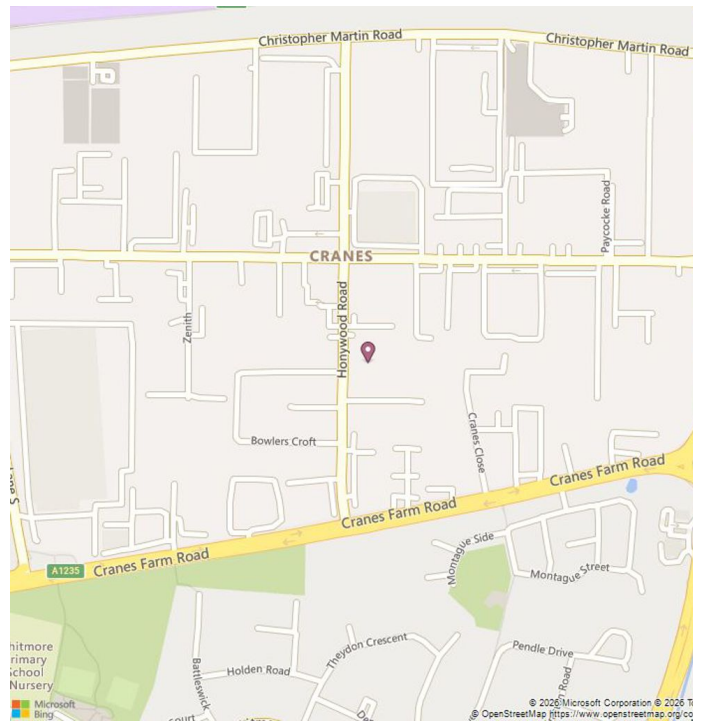 Christopher Martin Road
Christopher Martin Road
Paycocke Road
CRANES
Honywood Road
Zenith
Bowlers Croft
Cranes Close
Cranes Farm Road
Cranes Farm Road
Cranes Farm Road
A1235
Montague Side
Montague Street
Theydon Crescent
Pendle Drive
Holden Road
Battleswick
hitmore
rimary
School
Nursery
Court
n Road
Microsoft
Bing
© 2026 Microsoft Corporation © 2026 T
© OpenStreetMap https://www.openstreetmap.org/co